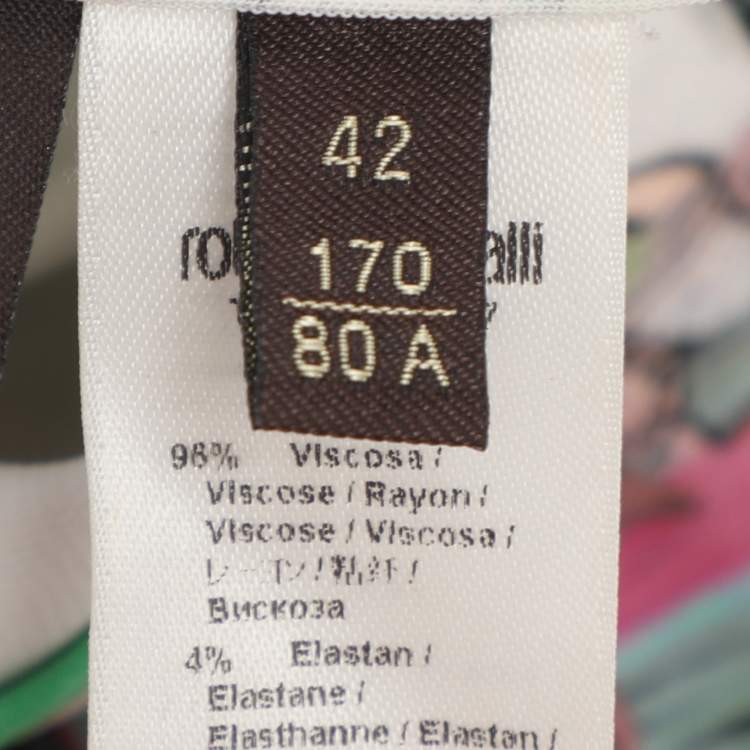 42
170
80 A
96% Viscosa /
Viscose / Rayon /
Viscose / Viscosa /
Вискоза
4% Elastan /
Elastane /
Elasthanne / Elastan /